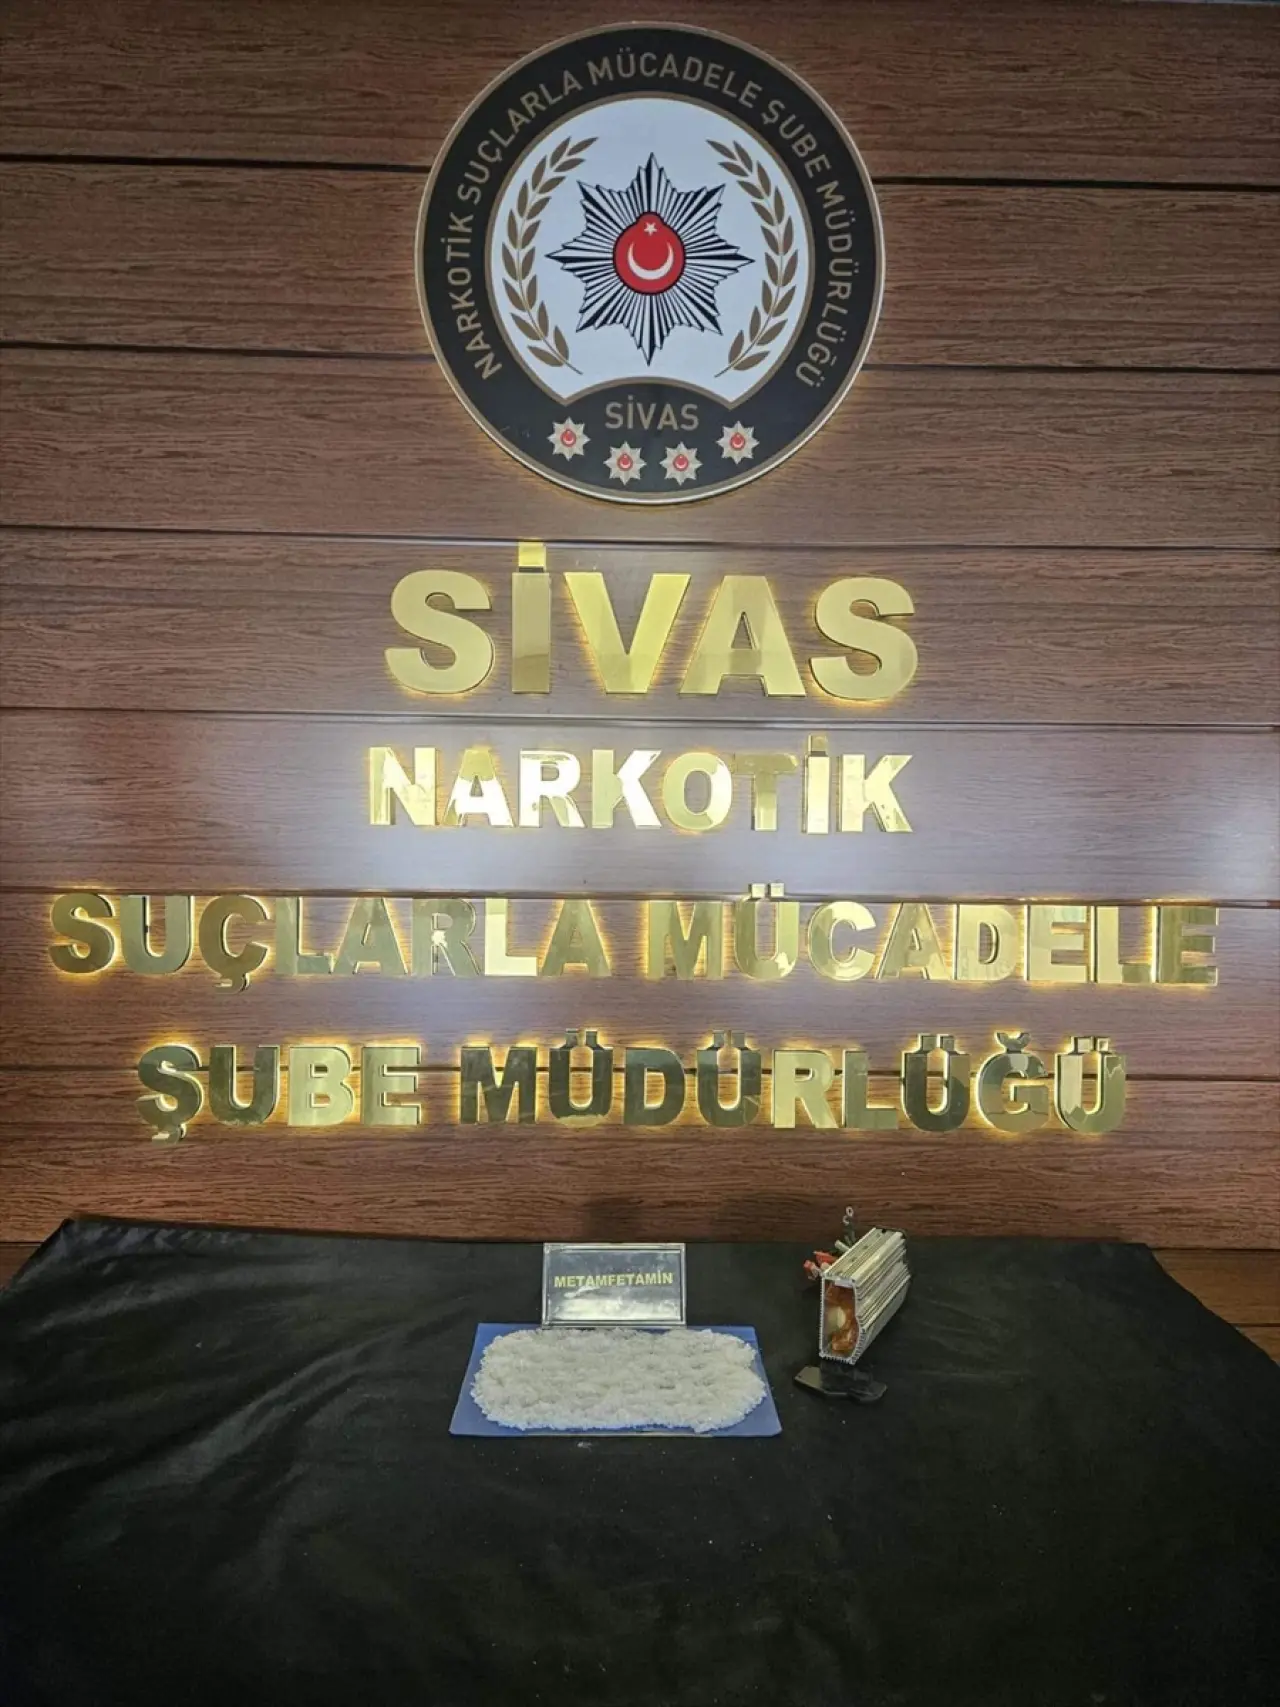 NARKOTİK SUÇLARLA MÜCADELE ŞUBE MÜDÜRLÜĞÜ
SİVAS
SİVAS
NARKOTİK
SUÇLARLA MÜCADELE
ŞUBE MÜDÜRLÜĞÜ
METAMFETAMİN